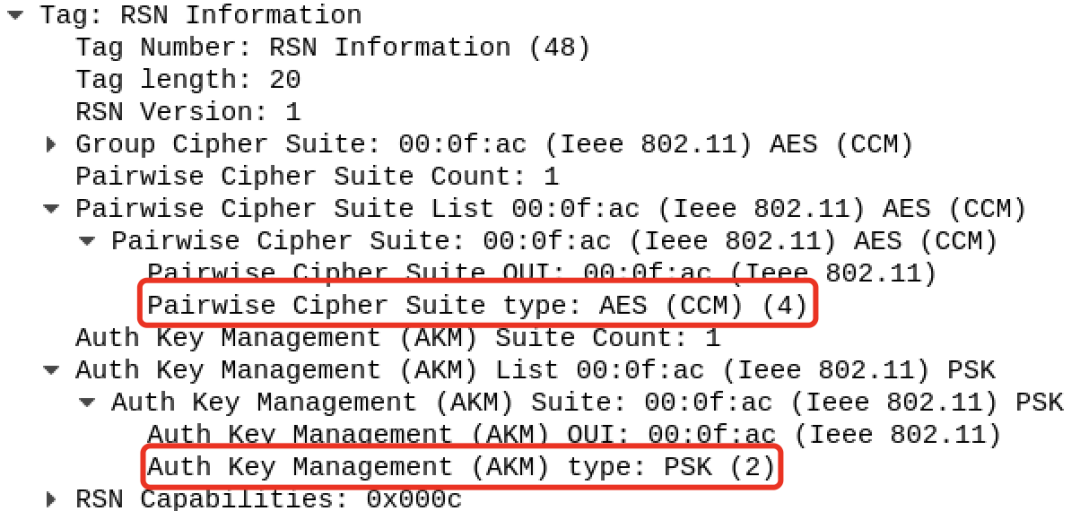 Tag: RSN Information
Tag Number: RSN Information (48)
Tag length: 20
RSN Version: 1
Group Cipher Suite: 00:0f:ac (Ieee 802.11) AES (CCM)
Pairwise Cipher Suite Count: 1
Pairwise Cipher Suite List 00:0f:ac (Ieee 802.11) AES (CCM)
Pairwise Cipher Suite: 00:0f:ac (Ieee 802.11) AES (CCM)
Pairwise Cipher Suite OUI: 00:0f:ac (Ieee 802.11)
Pairwise Cipher Suite type: AES (CCM) (4)
Auth Key Management (AKM) Suite Count: 1
Auth Key Management (AKM) List 00:0f:ac (Ieee 802.11) PSK
Auth Key Management (AKM) Suite: 00:0f:ac (Ieee 802.11) PSK
Auth Key Management (AKM) OUI: 00:0f:ac (Ieee 802.11)
Auth Key Management (AKM) type: PSK (2)
RSN Capabilities: 0x000c